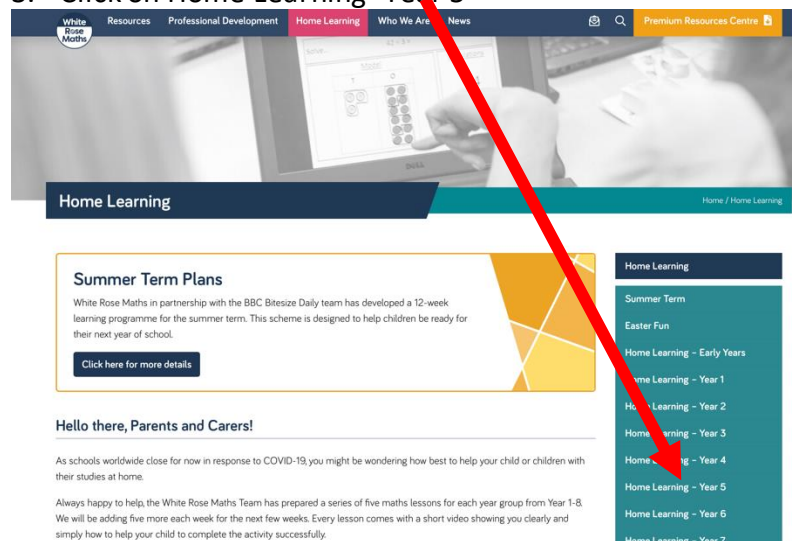 White
Rose
Maths
Resources
Professional Development
Home Learning
Who We Are
News
Premium Resources Centre
Home Learning
Home / Home Learning
Summer Term Plans
White Rose Maths in partnership with the BBC Bitesize Daily team has developed a 12-week
learning programme for the summer term. This scheme is designed to help children be ready for
their next year of school.
Click here for more details
Hello there, Parents and Carers!
As schools worldwide close for now in response to COVID-19, you might be wondering how best to help your child or children with
their studies at home.
Always happy to help, the White Rose Maths Team has prepared a series of five maths lessons for each year group from Year 1-8.
We will be adding five more each week for the next few weeks. Every lesson comes with a short video showing you clearly and
simply how to help your child to complete the activity successfully.
Home Learning
Summer Term
Easter Fun
Home Learning – Early Years
Home Learning – Year 1
Home Learning – Year 2
Home Learning – Year 3
Home Learning – Year 4
Home Learning – Year 5
Home Learning – Year 6
Home Learning – Year 7